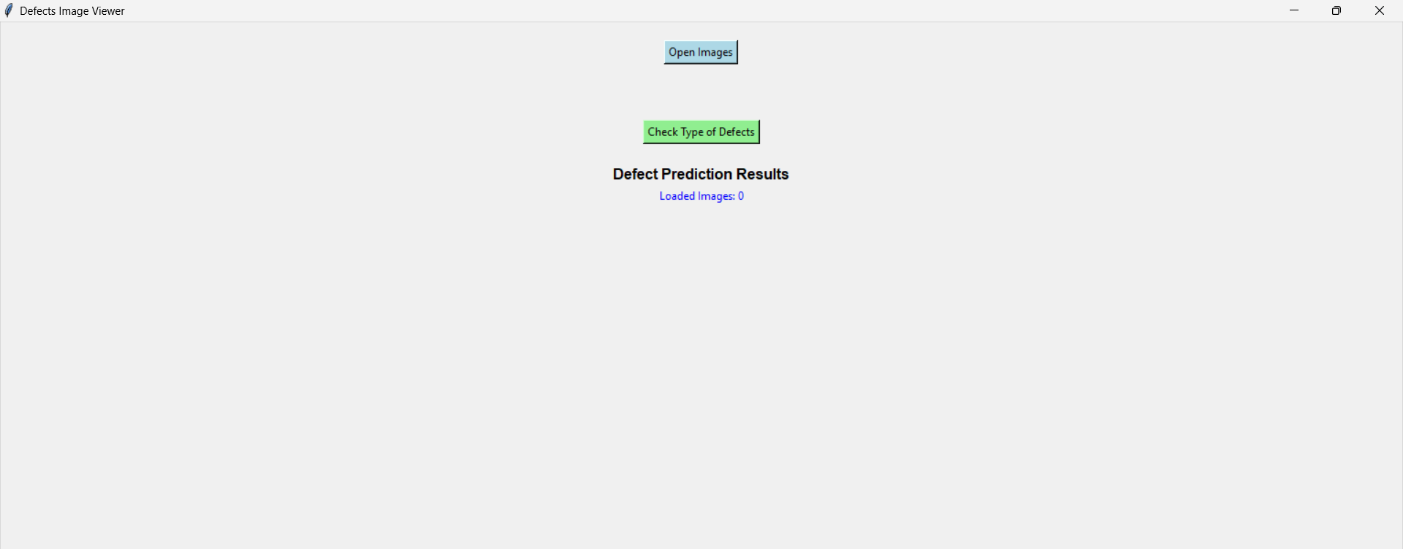 Defects Image Viewer
Open Images
Check Type of Defects
Defect Prediction Results
Loaded Images: 0